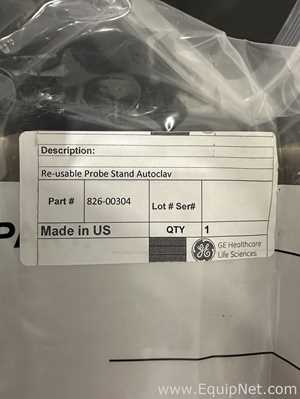 Description:
Re-usable Probe Stand Autoclav
Part # 826-00304 Lot # Ser#
Made in US QTY 1
GE Healthcare
Life Sciences
PA
www.EquipNet.com